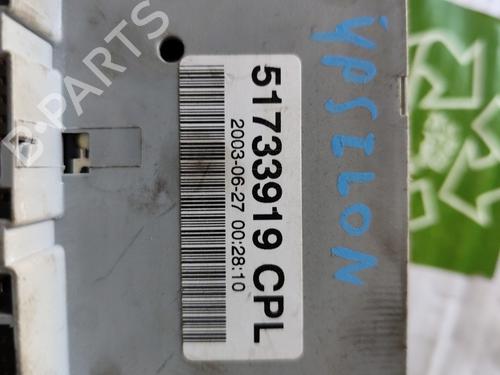 51733919 CPL
2003-06-27 00:28:10
YPSILON
B-PARTS